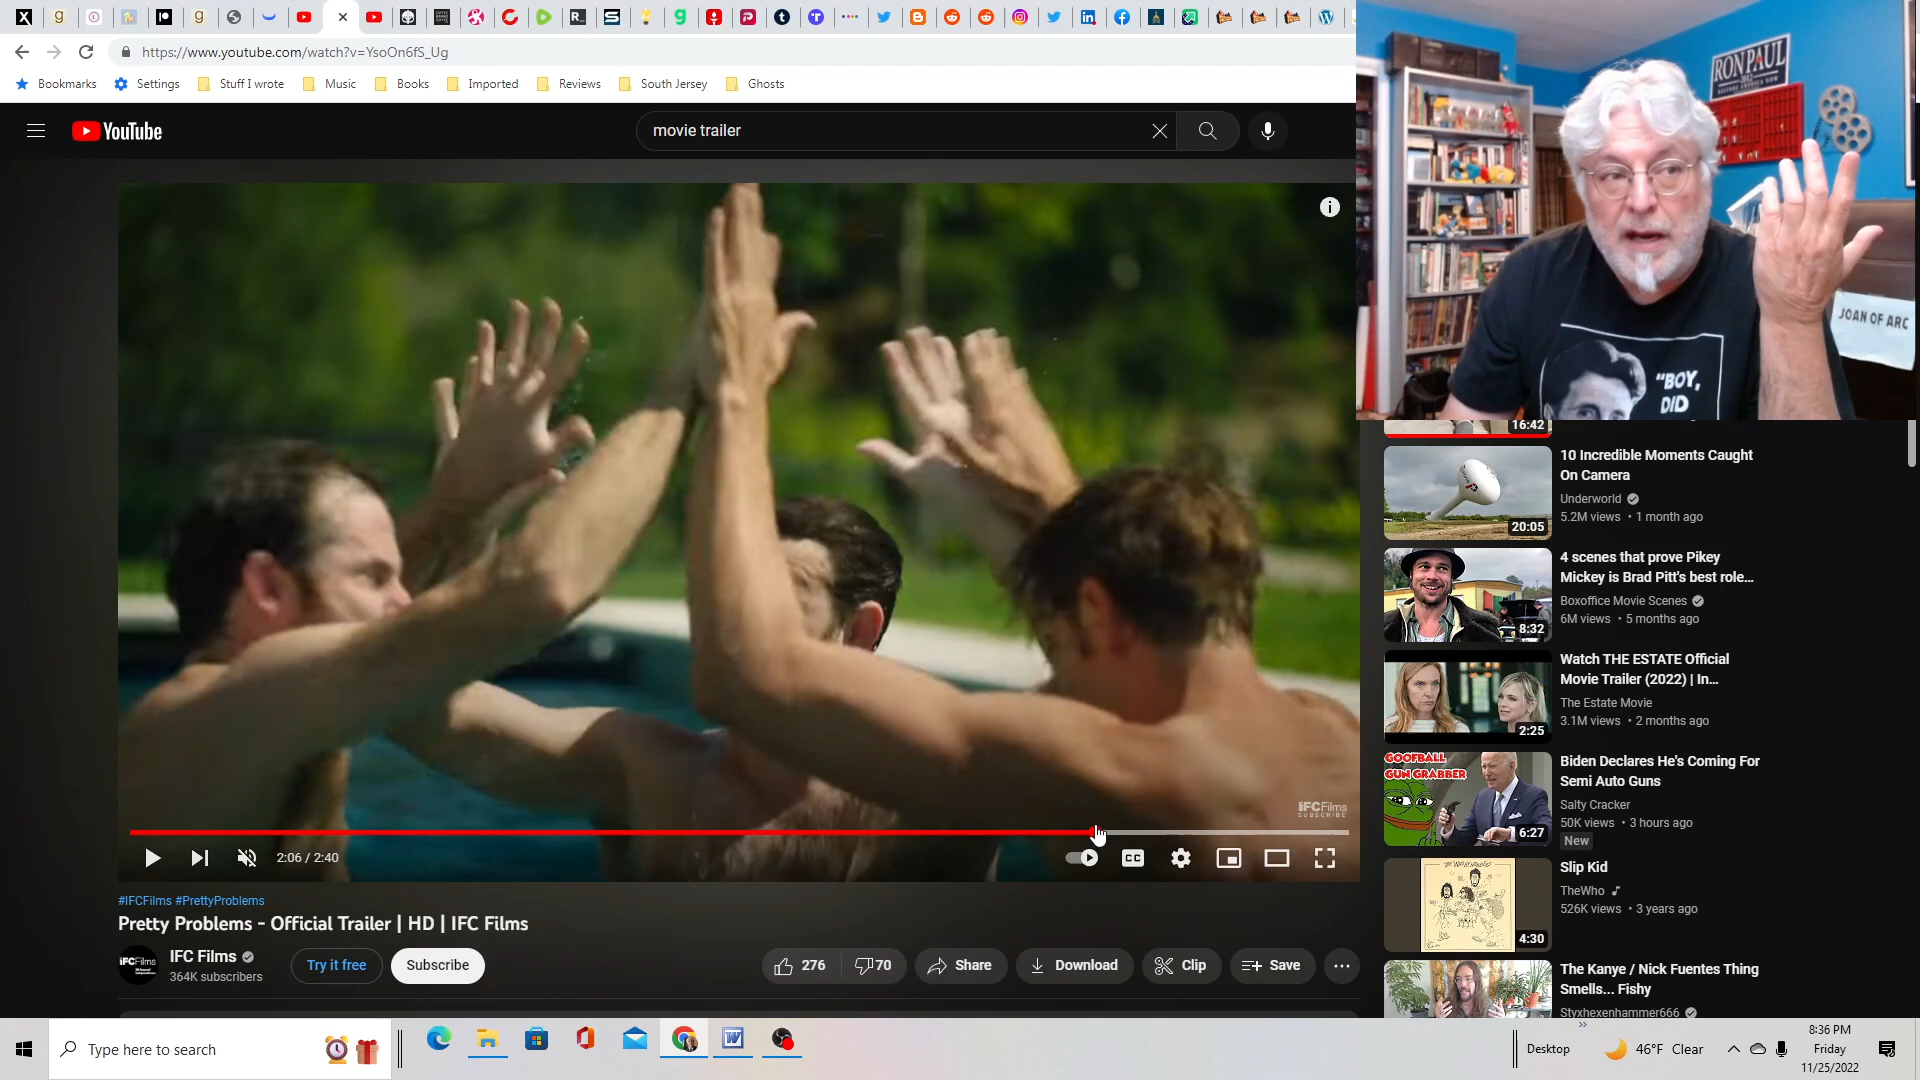 https://www.youtube.com/watch?v=YsoOn6fS_Ug
Bookmarks
Settings
Stuff I wrote
Music
Books
Imported
Reviews
South Jersey
Ghosts
YouTube
movie trailer
RON PAUL
2012
JOAN OF ARC
"BOY,
DID
iFCFilms
SUBSCRIBE
2:06 / 2:40
CC
#IFCFilms #PrettyProblems
Pretty Problems - Official Trailer | HD | IFC Films
iFCFilms
IFC Films
364K subscribers
Try it free
Subscribe
276
70
Share
Download
Clip
Save
16:42
10 Incredible Moments Caught
On Camera
Underworld
5.2M views • 1 month ago
20:05
4 scenes that prove Pikey
Mickey is Brad Pitt's best role...
Boxoffice Movie Scenes
6M views • 5 months ago
8:32
Watch THE ESTATE Official
Movie Trailer (2022) | In...
The Estate Movie
3.1M views • 2 months ago
2:25
GOOFBALL
GUN GRABBER
Biden Declares He's Coming For
Semi Auto Guns
Salty Cracker
50K views • 3 hours ago
New
6:27
Slip Kid
TheWho
526K views • 3 years ago
4:30
The Kanye / Nick Fuentes Thing
Smells... Fishy
Styxhexenhammer666
Type here to search
Desktop
46°F Clear
8:36 PM
Friday
11/25/2022